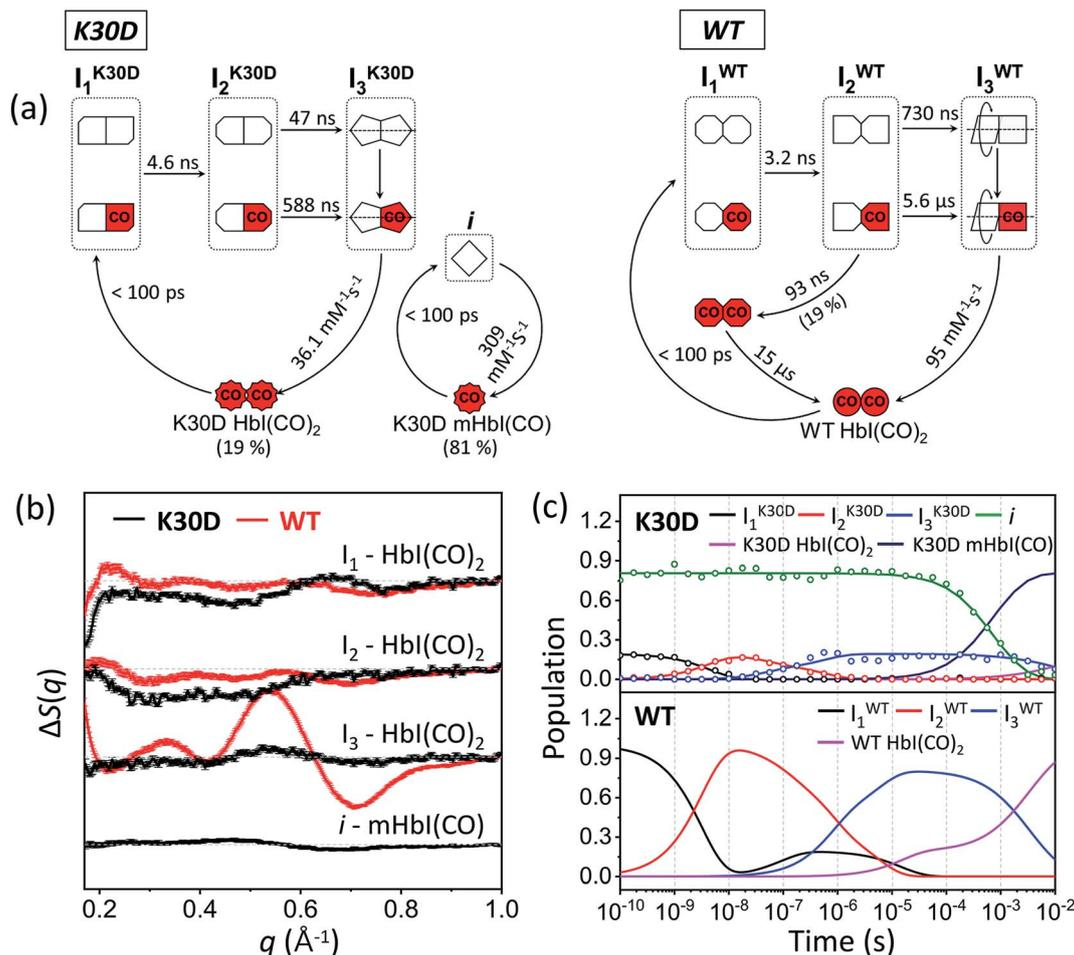 K30D
WT
(a)
I₁ᴷ³⁰ᴰ
I₂ᴷ³⁰ᴰ
I₃ᴷ³⁰ᴰ
4.6 ns
47 ns
588 ns
CO
CO
CO
i
< 100 ps
36.1 mM⁻¹s⁻¹
< 100 ps
309
mM⁻¹s⁻¹
CO CO
CO
K30D HbI(CO)₂
(19 %)
K30D mHbI(CO)
(81 %)
I₁ᵂᵀ
I₂ᵂᵀ
I₃ᵂᵀ
3.2 ns
730 ns
5.6 µs
CO
CO
CO
93 ns
(19 %)
CO CO
15 µs
< 100 ps
95 mM⁻¹s⁻¹
CO CO
WT HbI(CO)₂
(b)
K30D WT
I₁ - HbI(CO)₂
I₂ - HbI(CO)₂
I₃ - HbI(CO)₂
i - mHbI(CO)
ΔS(q)
0.2 0.4 0.6 0.8 1.0
q (Å⁻¹)
(c)
K30D I₁ᴷ³⁰ᴰ I₂ᴷ³⁰ᴰ I₃ᴷ³⁰ᴰ i
K30D HbI(CO)₂ K30D mHbI(CO)
1.2
0.9
0.6
0.3
0.0
WT I₁ᵂᵀ I₂ᵂᵀ I₃ᵂᵀ
WT HbI(CO)₂
1.2
0.9
0.6
0.3
0.0
Population
10⁻¹⁰ 10⁻⁹ 10⁻⁸ 10⁻⁷ 10⁻⁶ 10⁻⁵ 10⁻⁴ 10⁻³ 10⁻²
Time (s)